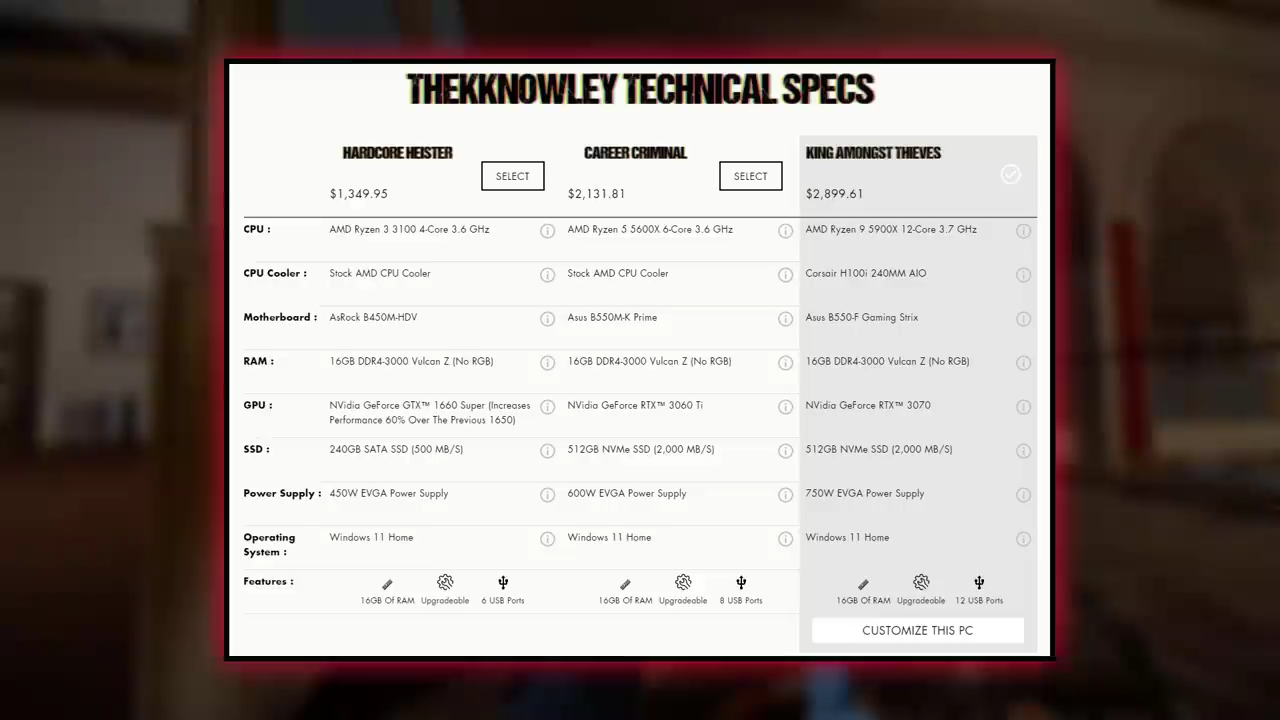 THEKKNOWLEY TECHNICAL SPECS
HARDCORE HEISTER
SELECT
$1,349.95
CAREER CRIMINAL
SELECT
$2,131.81
KING AMONGST THIEVES
$2,899.61
CPU : AMD Ryzen 3 3100 4-Core 3.6 GHz AMD Ryzen 5 5600X 6-Core 3.6 GHz AMD Ryzen 9 5900X 12-Core 3.7 GHz
CPU Cooler : Stock AMD CPU Cooler Stock AMD CPU Cooler Corsair H100i 240MM AIO
Motherboard : AsRock B450M-HDV Asus B550M-K Prime Asus B550-F Gaming Strix
RAM : 16GB DDR4-3000 Vulcan Z (No RGB) 16GB DDR4-3000 Vulcan Z (No RGB) 16GB DDR4-3000 Vulcan Z (No RGB)
GPU : NVidia GeForce GTX™ 1660 Super (Increases NVidia GeForce RTX™ 3060 Ti NVidia GeForce RTX™ 3070
Performance 60% Over The Previous 1650)
SSD : 240GB SATA SSD (500 MB/S) 512GB NVMe SSD (2,000 MB/S) 512GB NVMe SSD (2,000 MB/S)
Power Supply : 450W EVGA Power Supply 600W EVGA Power Supply 750W EVGA Power Supply
Operating Windows 11 Home Windows 11 Home Windows 11 Home
System :
Features :
16GB Of RAM Upgradeable 6 USB Ports 16GB Of RAM Upgradeable 8 USB Ports 16GB Of RAM Upgradeable 12 USB Ports
CUSTOMIZE THIS PC